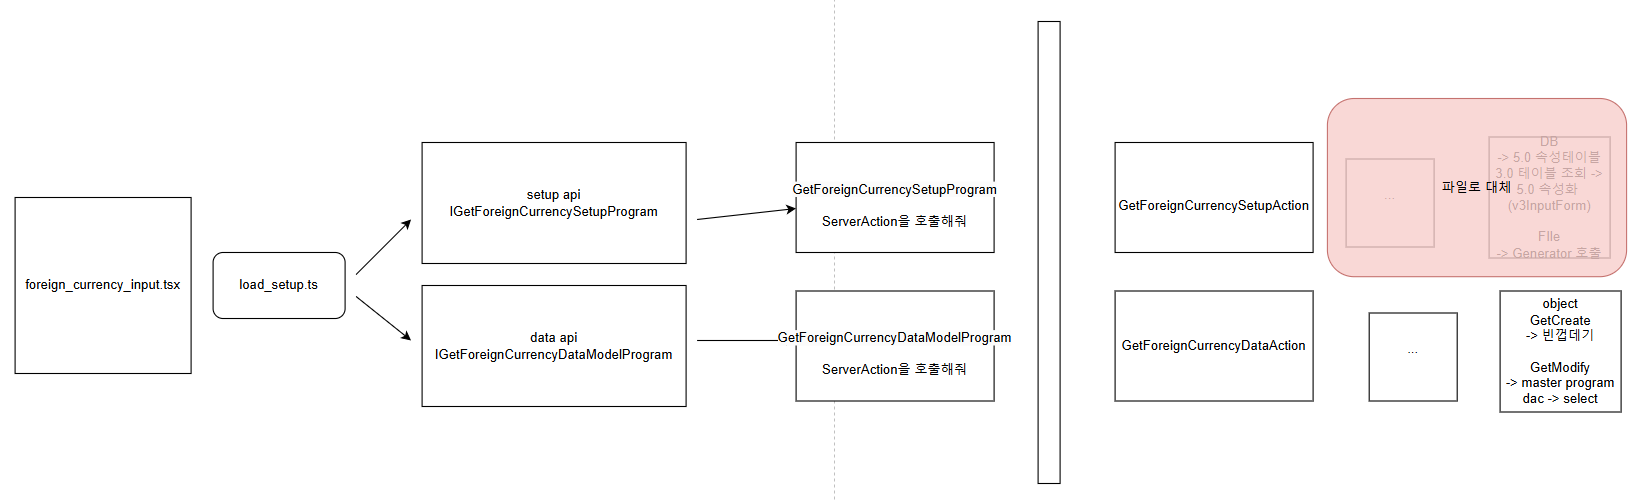 foreign_currency_input.tsx
load_setup.ts
setup api
IGetForeignCurrencySetupProgram
data api
IGetForeignCurrencyDataModelProgram
GetForeignCurrencySetupProgram
ServerAction을 호출해줘
GetForeignCurrencyDataModelProgram
ServerAction을 호출해줘
GetForeignCurrencySetupAction
GetForeignCurrencyDataAction
...
파일로 대체
DB
-> 5.0 속성테이블
3.0 테이블 조회 ->
5.0 속성화
(v3InputForm)
FIle
-> Generator 호출
...
object
GetCreate
-> 빈껍데기
GetModify
-> master program
dac -> select